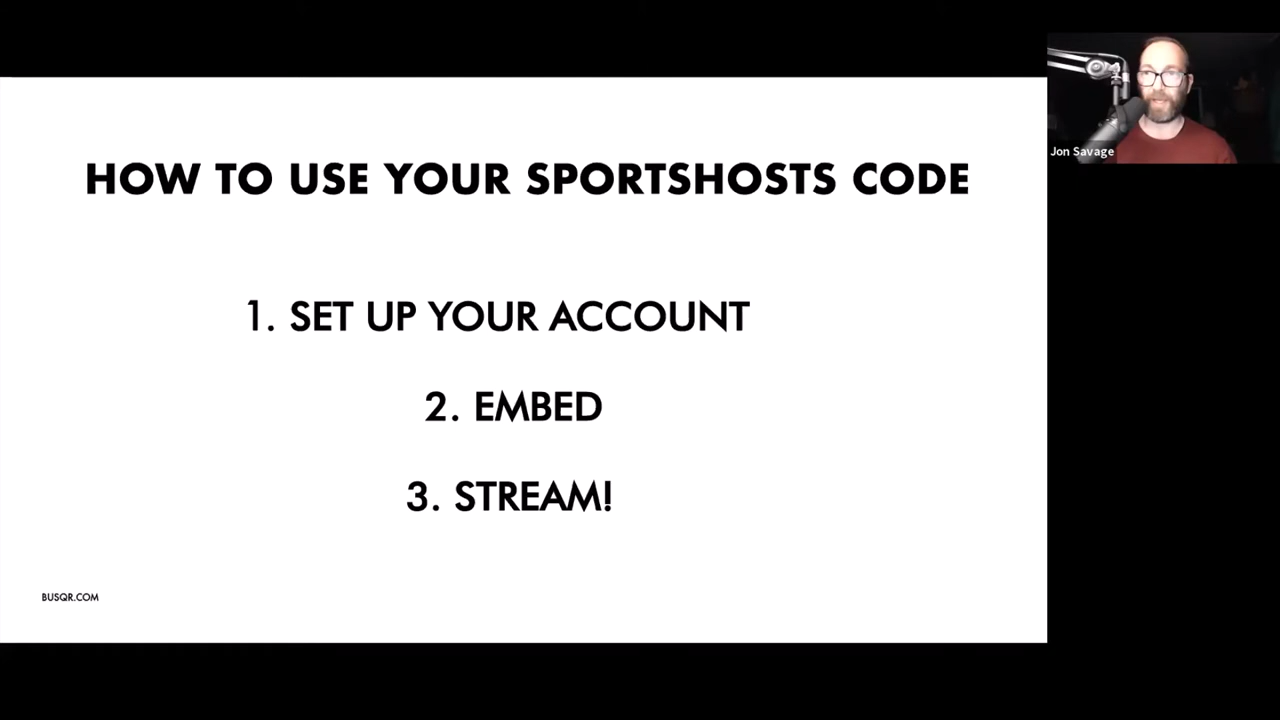 HOW TO USE YOUR SPORTSHOSTS CODE
1. SET UP YOUR ACCOUNT
2. EMBED
3. STREAM!
BUSQR.COM
Jon Savage